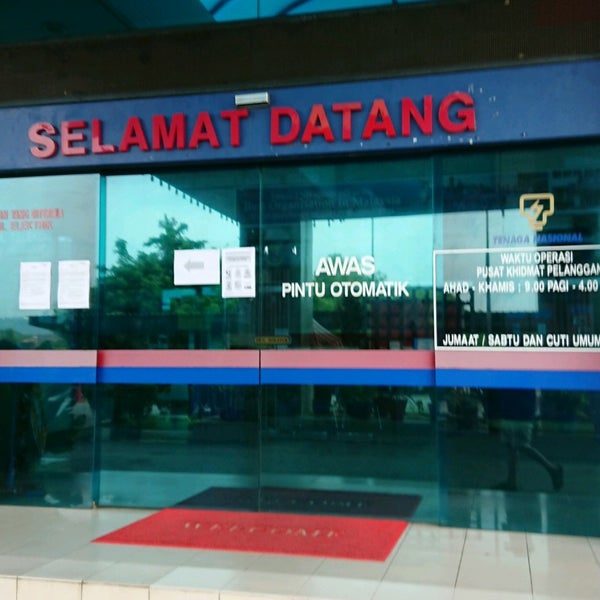 SELAMAT DATANG
AWAS
PINTU OTOMATIK
TENAGA NASIONAL
WAKTU OPERASI
PUSAT KHIDMAT PELANGGAN
AHAD - KHAMIS : 9.00 PAGI - 4.00
JUMAAT / SABTU DAN CUTI UMUM
WELCOME